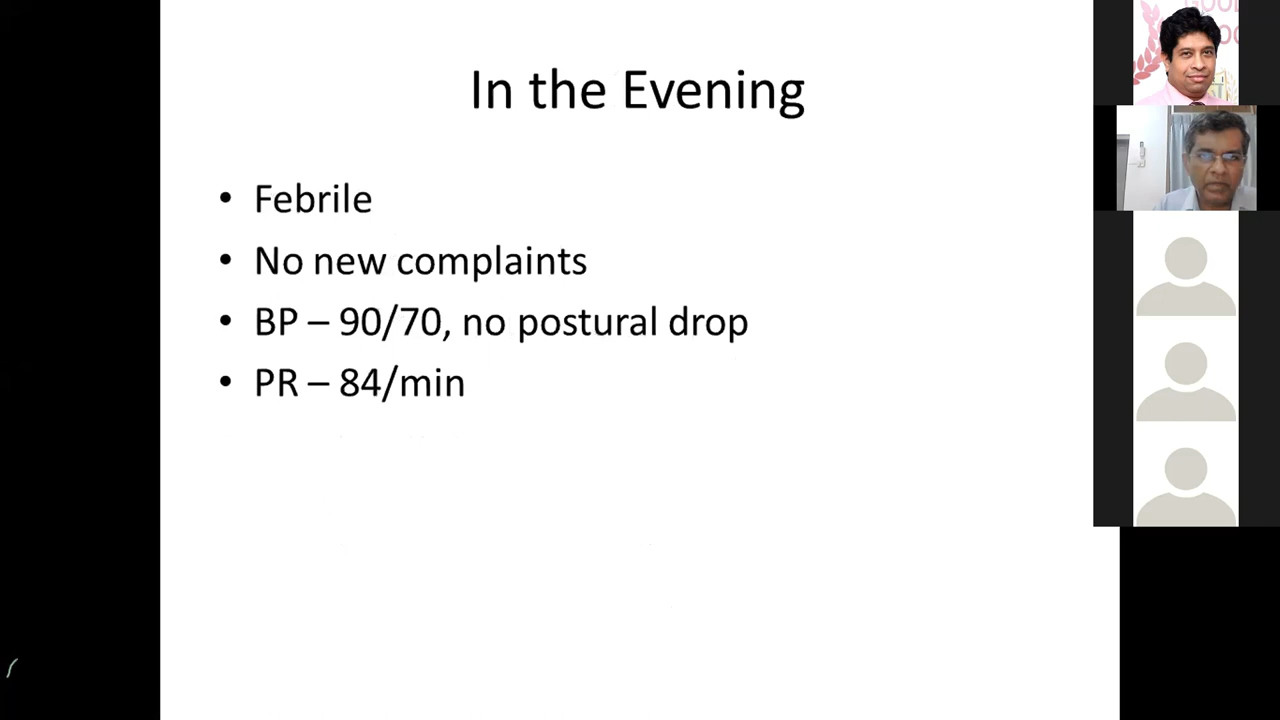 In the Evening
• Febrile
• No new complaints
• BP – 90/70, no postural drop
• PR – 84/min